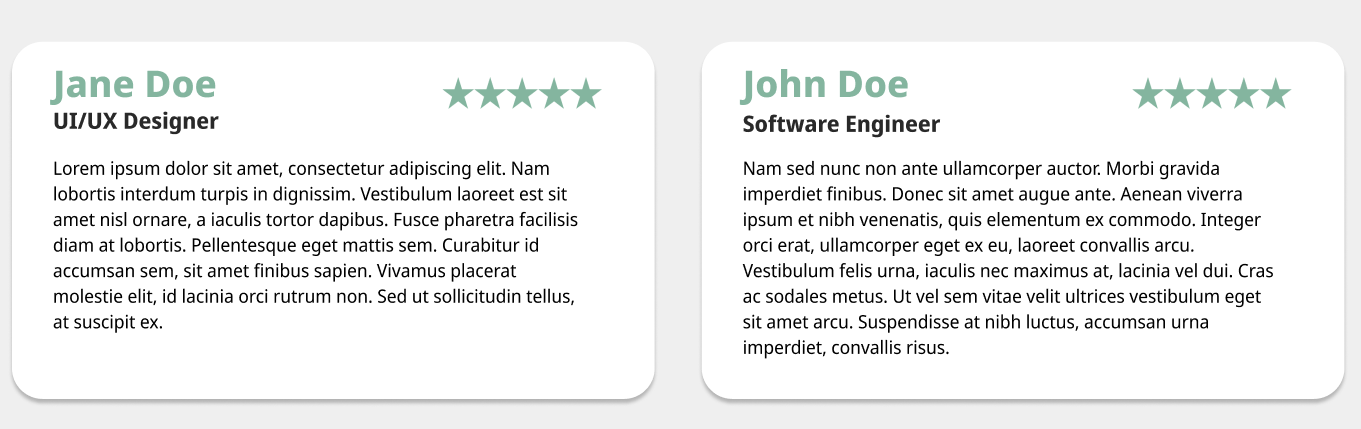 Jane Doe
★★★★★
UI/UX Designer
Lorem ipsum dolor sit amet, consectetur adipiscing elit. Nam
lobortis interdum turpis in dignissim. Vestibulum laoreet est sit
amet nisl ornare, a iaculis tortor dapibus. Fusce pharetra facilisis
diam at lobortis. Pellentesque eget mattis sem. Curabitur id
accumsan sem, sit amet finibus sapien. Vivamus placerat
molestie elit, id lacinia orci rutrum non. Sed ut sollicitudin tellus,
at suscipit ex.
John Doe
★★★★★
Software Engineer
Nam sed nunc non ante ullamcorper auctor. Morbi gravida
imperdiet finibus. Donec sit amet augue ante. Aenean viverra
ipsum et nibh venenatis, quis elementum ex commodo. Integer
orci erat, ullamcorper eget ex eu, laoreet convallis arcu.
Vestibulum felis urna, iaculis nec maximus at, lacinia vel dui. Cras
ac sodales metus. Ut vel sem vitae velit ultrices vestibulum eget
sit amet arcu. Suspendisse at nibh luctus, accumsan urna
imperdiet, convallis risus.